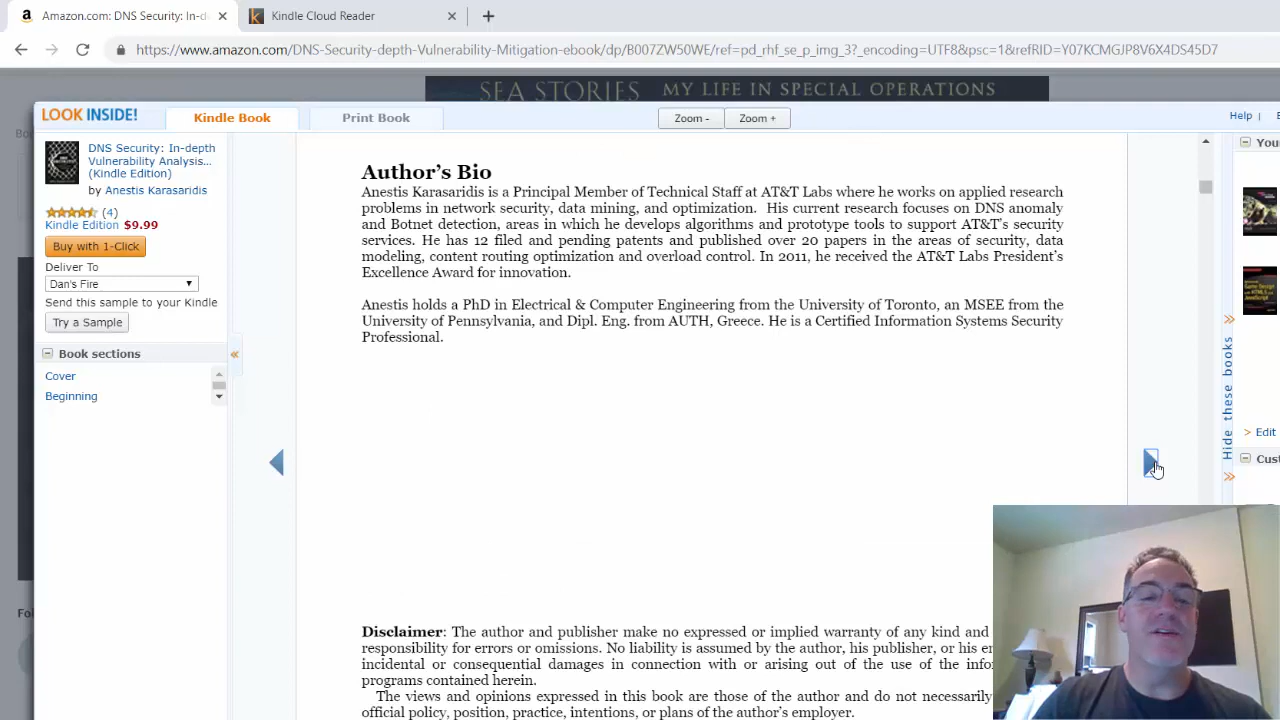 Amazon.com: DNS Security: In-d
Kindle Cloud Reader
https://www.amazon.com/DNS-Security-depth-Vulnerability-Mitigation-ebook/dp/B007ZW50WE/ref=pd_rhf_se_p_img_3?_encoding=UTF8&psc=1&refRID=Y07KCMGJP8V6X4DS45D7
SEA STORIES MY LIFE IN SPECIAL OPERATIONS
LOOK INSIDE!
Kindle Book
Print Book
Zoom -
Zoom +
Help |
DNS Security: In-depth
Vulnerability Analysis...
(Kindle Edition)
by Anestis Karasaridis
(4)
Kindle Edition $9.99
Buy with 1-Click
Deliver To
Dan's Fire
Send this sample to your Kindle
Try a Sample
Book sections
Cover
Beginning
Author's Bio
Anestis Karasaridis is a Principal Member of Technical Staff at AT&T Labs where he works on applied research
problems in network security, data mining, and optimization. His current research focuses on DNS anomaly
and Botnet detection, areas in which he develops algorithms and prototype tools to support AT&T's security
services. He has 12 filed and pending patents and published over 20 papers in the areas of security, data
modeling, content routing optimization and overload control. In 2011, he received the AT&T Labs President's
Excellence Award for innovation.
Anestis holds a PhD in Electrical & Computer Engineering from the University of Toronto, an MSEE from the
University of Pennsylvania, and Dipl. Eng. from AUTH, Greece. He is a Certified Information Systems Security
Professional.
Disclaimer: The author and publisher make no expressed or implied warranty of any kind and
responsibility for errors or omissions. No liability is assumed by the author, his publisher, or his en
incidental or consequential damages in connection with or arising out of the use of the info
programs contained herein.
The views and opinions expressed in this book are those of the author and do not necessarily
official policy, position, practice, intentions, or plans of the author's employer.
Hide these books
You
> Edit
Cust
Fol